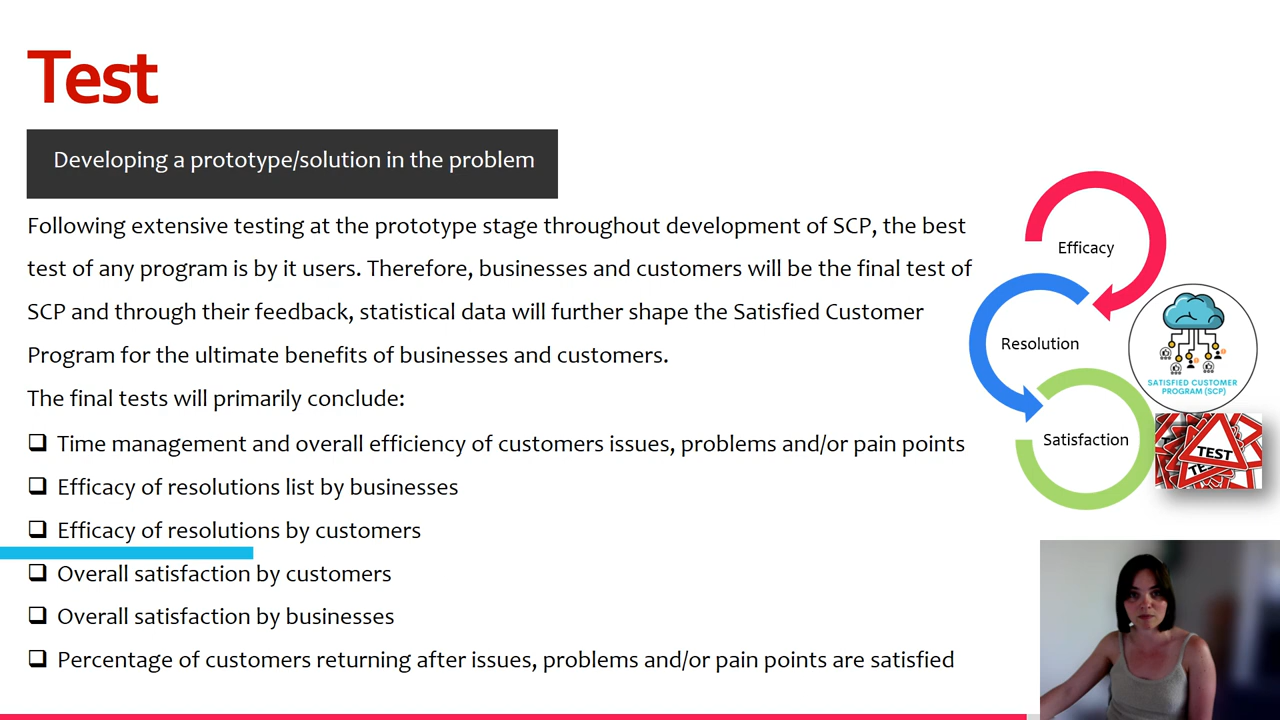 Test
Developing a prototype/solution in the problem
Following extensive testing at the prototype stage throughout development of SCP, the best
test of any program is by it users. Therefore, businesses and customers will be the final test of
SCP and through their feedback, statistical data will further shape the Satisfied Customer
Program for the ultimate benefits of businesses and customers.
The final tests will primarily conclude:
Time management and overall efficiency of customers issues, problems and/or pain points
Efficacy of resolutions list by businesses
Efficacy of resolutions by customers
Overall satisfaction by customers
Overall satisfaction by businesses
Percentage of customers returning after issues, problems and/or pain points are satisfied
Efficacy
Resolution
Satisfaction
SATISFIED CUSTOMER
PROGRAM (SCP)
TEST